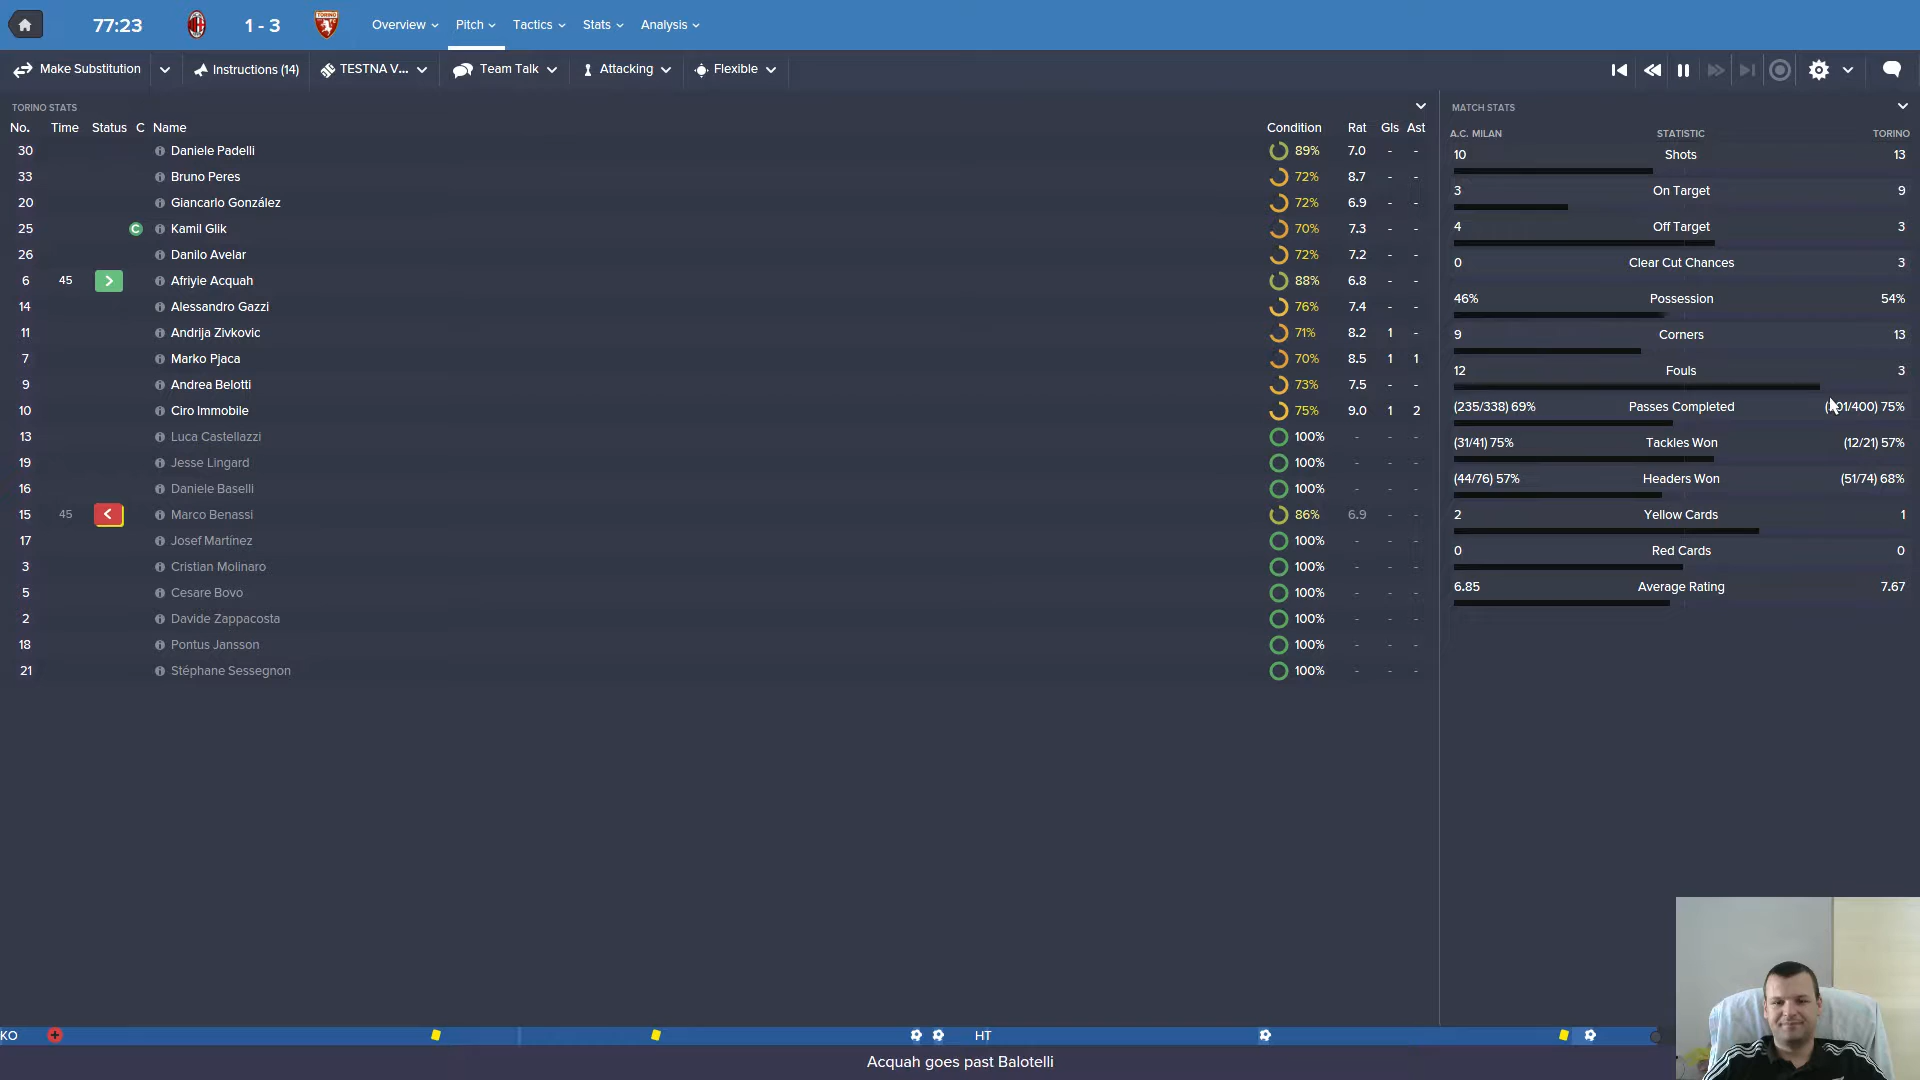 77:23 1 - 3 Overview Pitch Tactics Stats Analysis
Make Substitution Instructions (14) TESTNA V... Team Talk Attacking Flexible
TORINO STATS
No. Time Status C Name Condition Rat Gls Ast
30 Daniele Padelli 89% 7.0 - -
33 Bruno Peres 72% 8.7 - -
20 Giancarlo González 72% 6.9 - -
25 C Kamil Glik 70% 7.3 - -
26 Danilo Avelar 72% 7.2 - -
6 45 Afriyie Acquah 88% 6.8 - -
14 Alessandro Gazzi 76% 7.4 - -
11 Andrija Zivkovic 71% 8.2 1 -
7 Marko Pjaca 70% 8.5 1 1
9 Andrea Belotti 73% 7.5 - -
10 Ciro Immobile 75% 9.0 1 2
13 Luca Castellazzi 100% - - -
19 Jesse Lingard 100% - - -
16 Daniele Baselli 100% - - -
15 45 Marco Benassi 86% 6.9 - -
17 Josef Martínez 100% - - -
3 Cristian Molinaro 100% - - -
5 Cesare Bovo 100% - - -
2 Davide Zappacosta 100% - - -
18 Pontus Jansson 100% - - -
21 Stéphane Sessegnon 100% - - -
MATCH STATS
A.C. MILAN STATISTIC TORINO
10 Shots 13
3 On Target 9
4 Off Target 3
0 Clear Cut Chances 3
46% Possession 54%
9 Corners 13
12 Fouls 3
(235/338) 69% Passes Completed 75%
(31/41) 75% Tackles Won (12/21) 57%
(44/76) 57% Headers Won (51/74) 68%
2 Yellow Cards 1
0 Red Cards 0
6.85 Average Rating 7.67
KO HT
Acquah goes past Balotelli